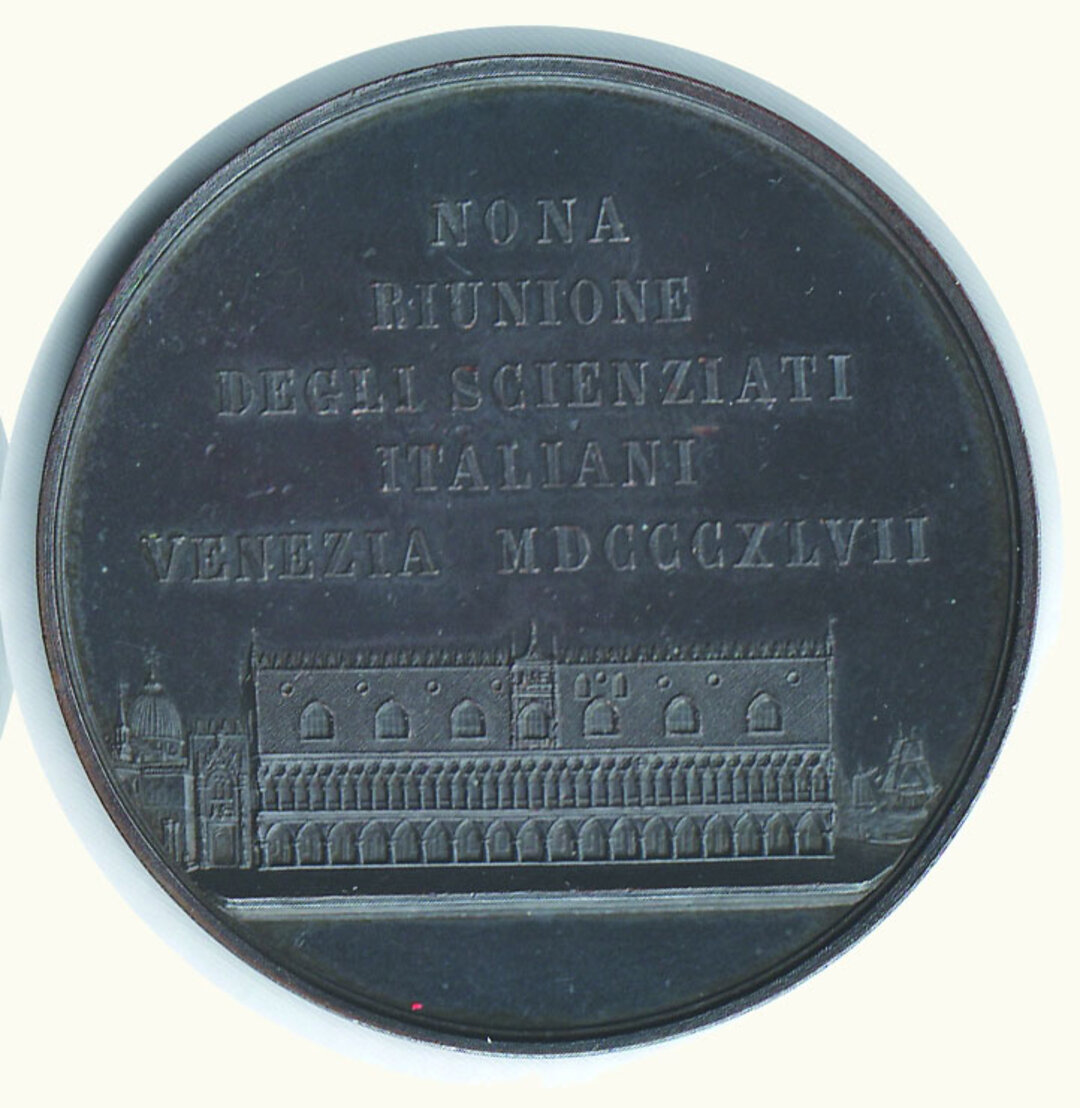 NONA
RIUNIONE
DEGLI SCIENZIATI
ITALIANI
VENEZIA MDCCCXLVII